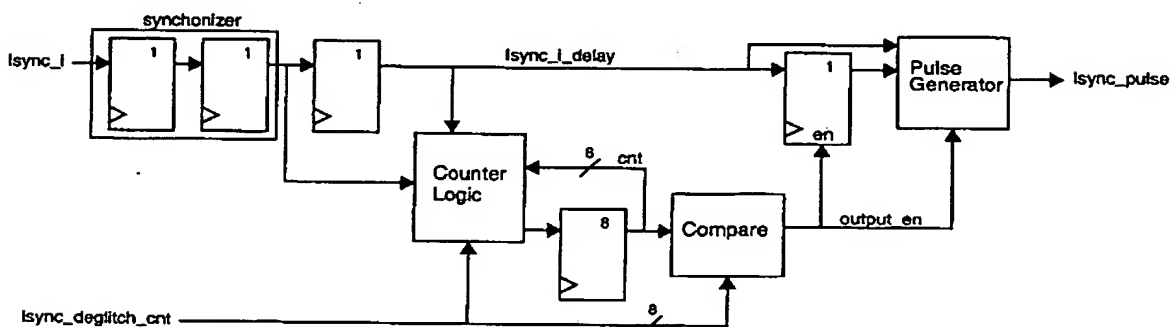 synchonizer
lsync_i
1
1
1
lsync_i_delay
1
en
Pulse
Generator
lsync_pulse
Counter
Logic
8
cnt
8
Compare
output_en
lsync_deglitch_cnt
8